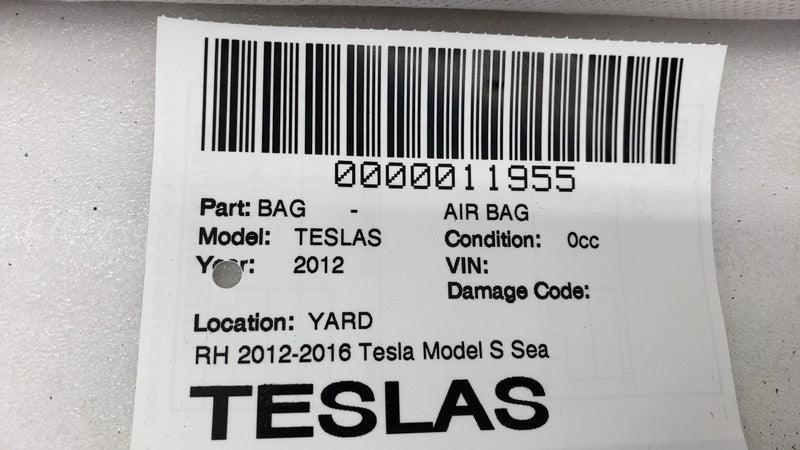 0000011955
Part: BAG - AIR BAG
Model: TESLAS Condition: 0cc
Year: 2012 VIN:
Damage Code:
Location: YARD
RH 2012-2016 Tesla Model S Sea
TESLAS